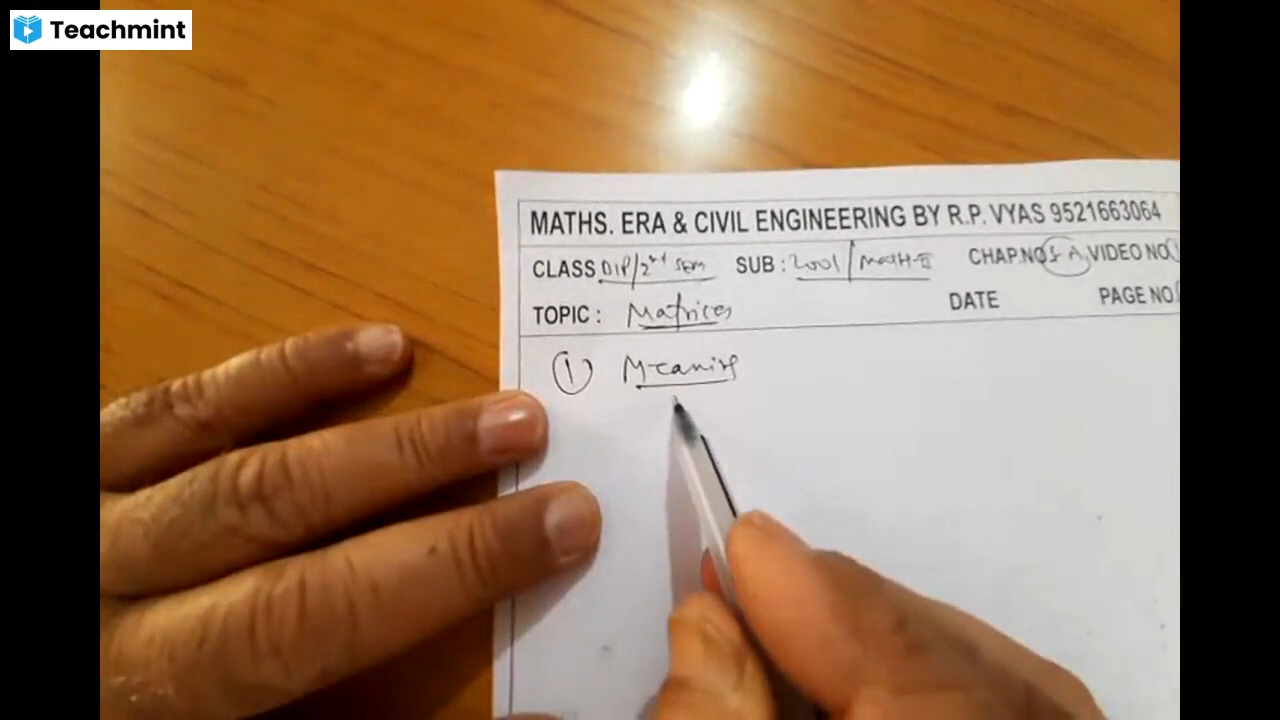 Teachmint
MATHS. ERA & CIVIL ENGINEERING BY R.P. VYAS 9521663064
CLASS DIP/2nd SEM SUB : 2001/MATH-II CHAP.NO VIDEO NO
TOPIC : Matrices DATE PAGE NO
① Meaning